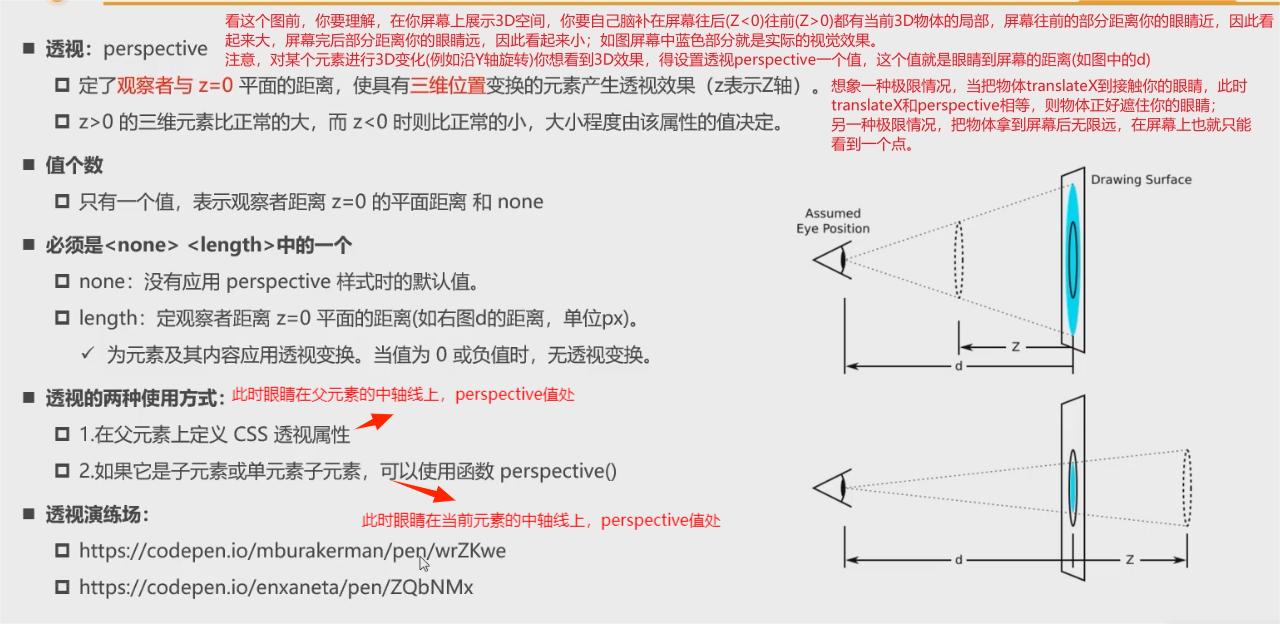 看这个图前，你要理解，在你屏幕上展示3D空间，你要自己脑补在屏幕往后(Z<0)往前(Z>0)都有当前3D物体的局部，屏幕往前的部分距离你的眼睛近，因此看
起来大，屏幕完后部分距离你的眼睛远，因此看起来小；如图屏幕中蓝色部分就是实际的视觉效果。
注意，对某个元素进行3D变化(例如沿Y轴旋转)你想看到3D效果，得设置透视perspective一个值，这个值就是眼睛到屏幕的距离(如图中的d)
透视：perspective
定了观察者与 z=0 平面的距离，使具有三维位置变换的元素产生透视效果（z表示Z轴）。
z>0 的三维元素比正常的大，而 z<0 时则比正常的小，大小程度由该属性的值决定。
想象一种极限情况，当把物体translateX到接触你的眼睛，此时
translateX和perspective相等，则物体正好遮住你的眼睛；
另一种极限情况，把物体拿到屏幕后无限远，在屏幕上也就只能
看到一个点。
值个数
只有一个值，表示观察者距离 z=0 的平面距离 和 none
必须是<none> <length>中的一个
none：没有应用 perspective 样式时的默认值。
length：定观察者距离 z=0 平面的距离(如右图d的距离，单位px)。
✓ 为元素及其内容应用透视变换。当值为 0 或负值时，无透视变换。
透视的两种使用方式：
此时眼睛在父元素的中轴线上，perspective值处
1.在父元素上定义 CSS 透视属性
2.如果它是子元素或单元素子元素，可以使用函数 perspective()
此时眼睛在当前元素的中轴线上，perspective值处
透视演练场：
https://codepen.io/mburakerman/pen/wrZKwe
https://codepen.io/enxaneta/pen/ZQbNMx
Drawing Surface
Assumed
Eye Position
Z
d
d
Z